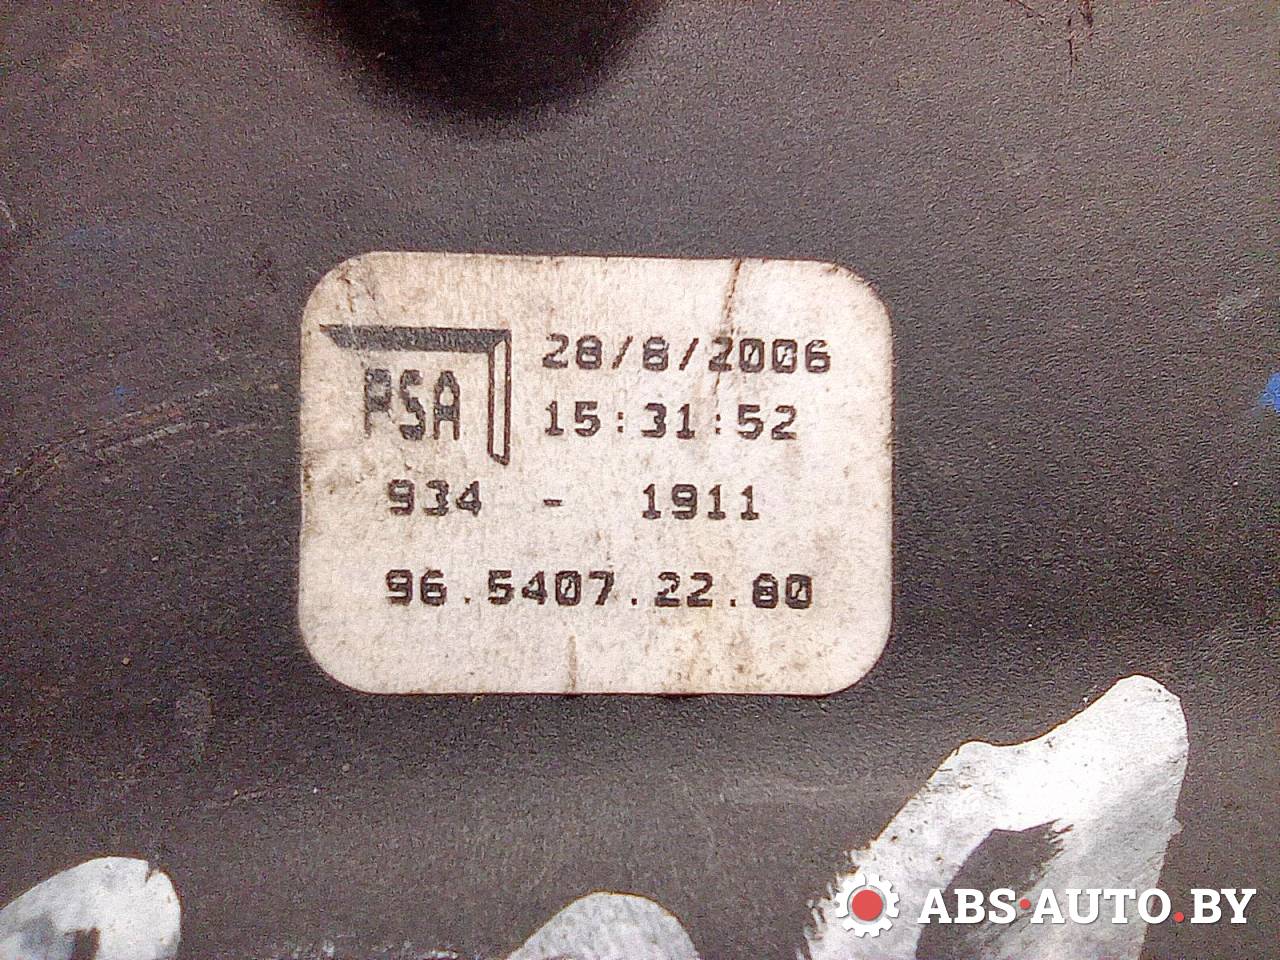 PSA
28/8/2006
15:31:52
934 - 1911
96.5407.22.80
ABS·AUTO.BY